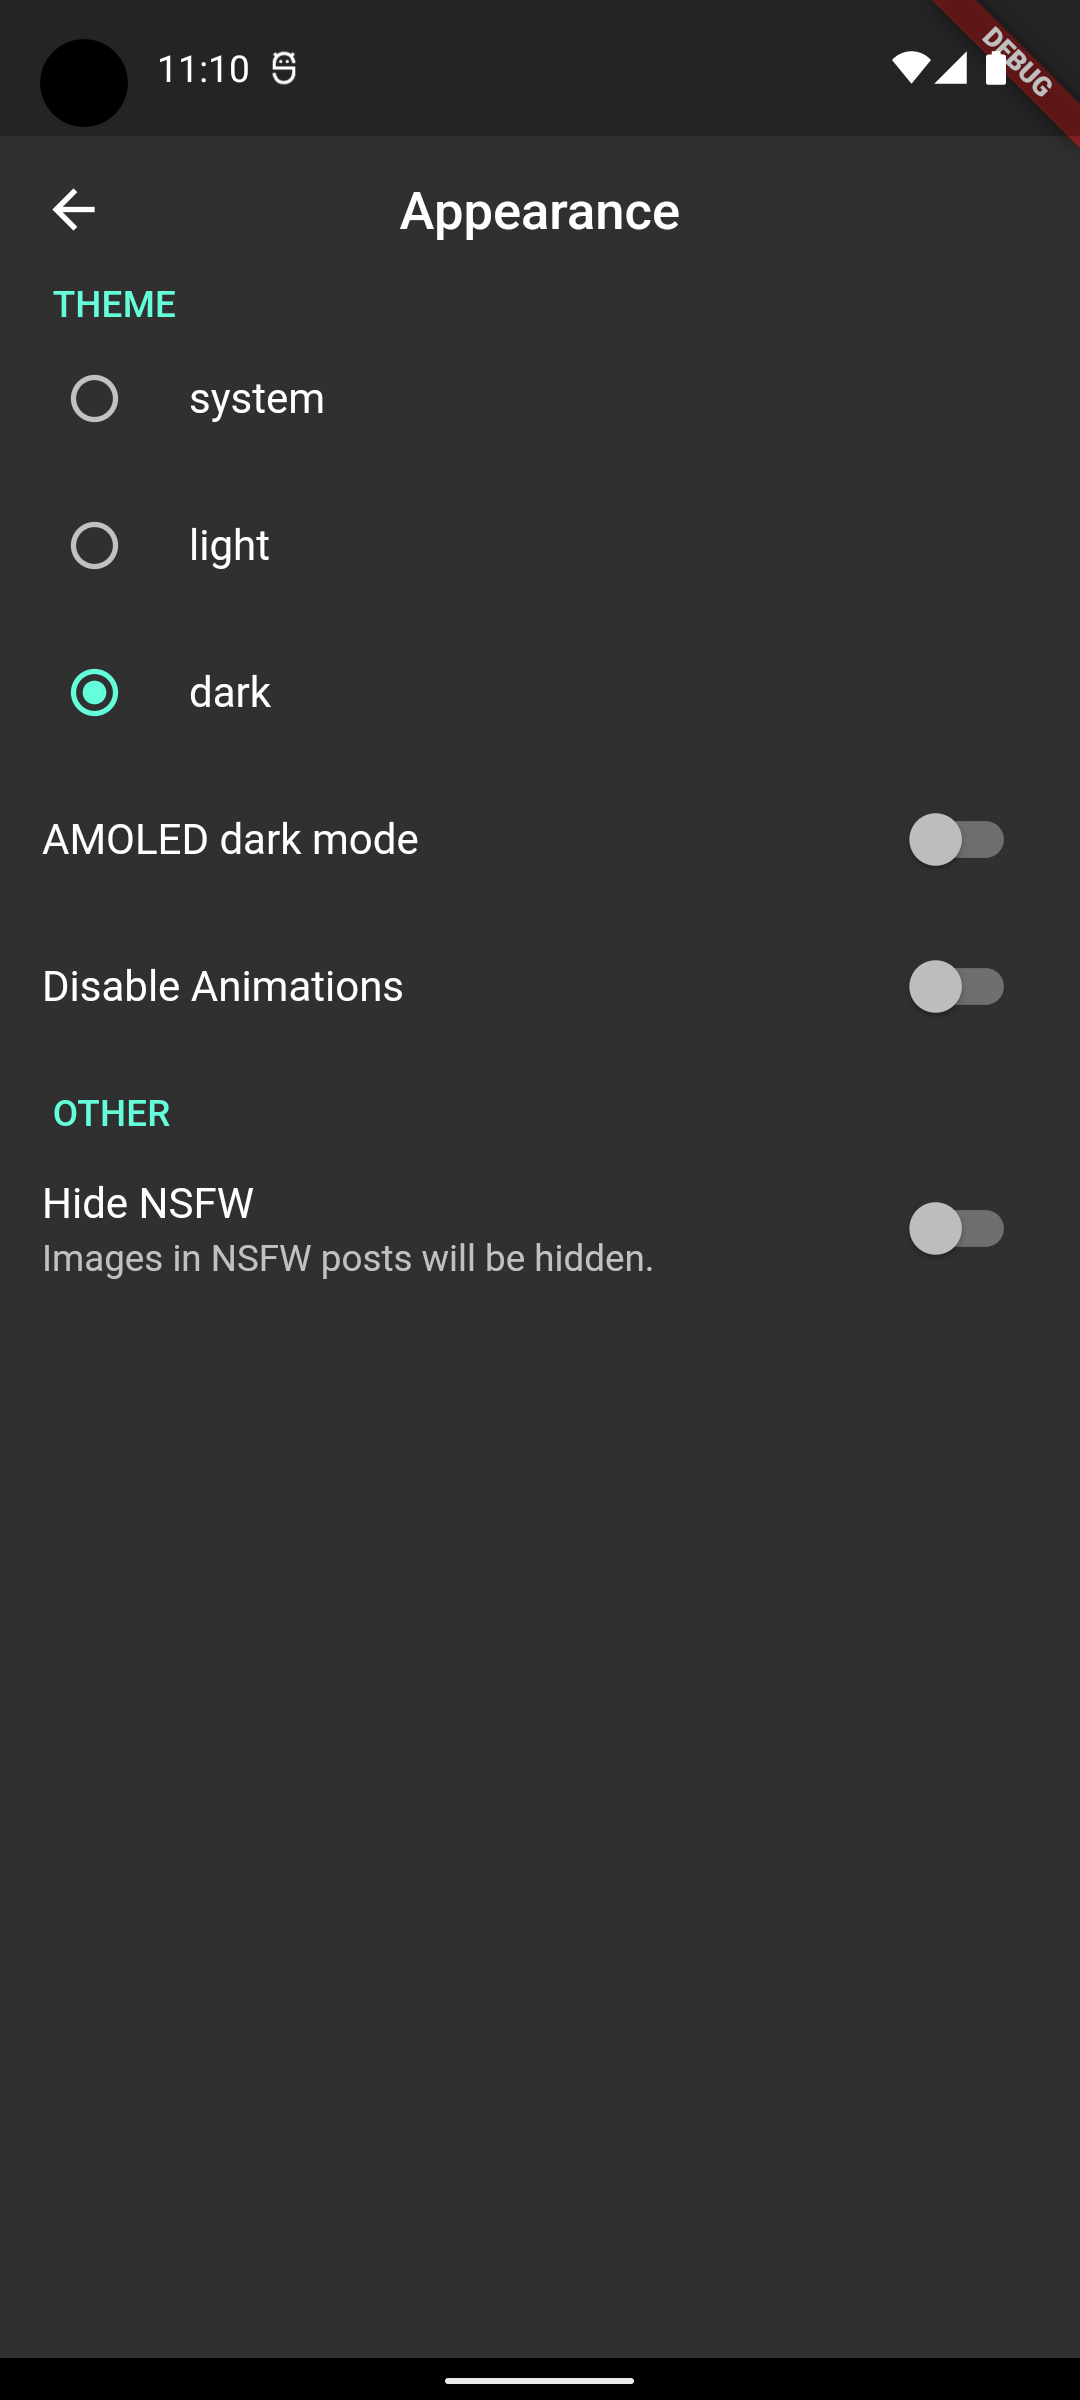 11:10
DEBUG
Appearance
THEME
system
light
dark
AMOLED dark mode
Disable Animations
OTHER
Hide NSFW
Images in NSFW posts will be hidden.